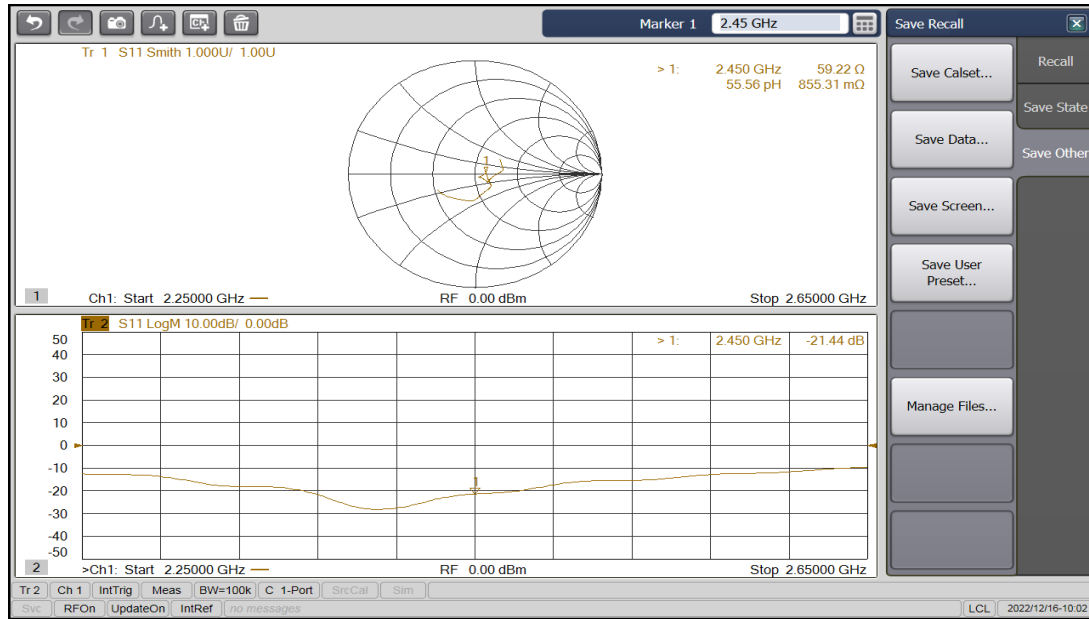 Marker 1 2.45 GHz
Save Recall
X
Tr 1 S11 Smith 1.000U/ 1.00U
> 1: 2.450 GHz 59.22 Ω
55.56 pH 855.31 mΩ
1
1 Ch1: Start 2.25000 GHz RF 0.00 dBm Stop 2.65000 GHz
Tr 2 S11 LogM 10.00dB/ 0.00dB
> 1: 2.450 GHz -21.44 dB
50
40
30
20
10
0
-10
-20
-30
-40
-50
1
2 >Ch1: Start 2.25000 GHz RF 0.00 dBm Stop 2.65000 GHz
Save Calset...
Save Data...
Save Screen...
Save User
Preset...
Manage Files...
Recall
Save State
Save Other
Tr 2 Ch 1 IntTrig Meas BW=100k C 1-Port SrcCal Sim
Svc RFOn UpdateOn IntRef no messages LCL 2022/12/16-10:02